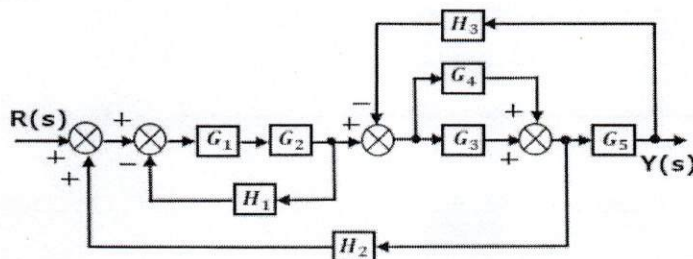 H₃
− G₄
R(s) + + + +
G₁ G₂ G₃ G₅
+ − + Y(s)
+ H₁
H₂